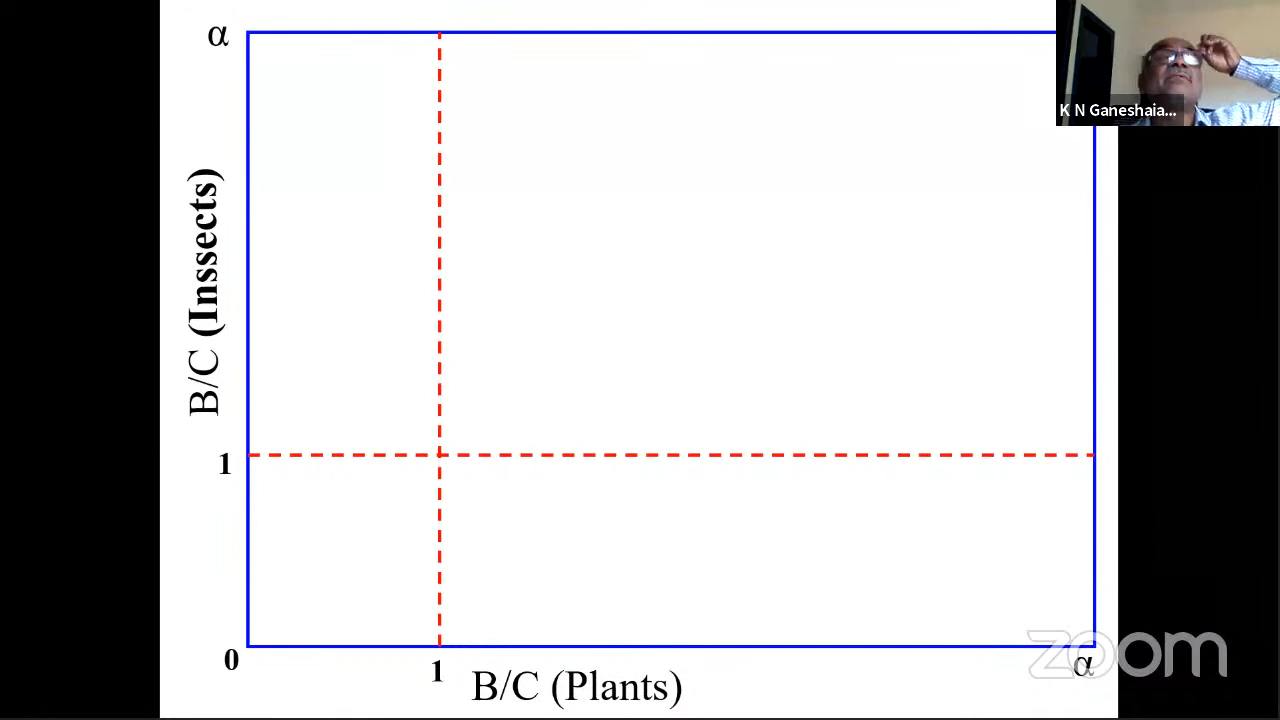 α
K N Ganeshaia...
B/C (Inssects)
1
0
1
B/C (Plants)
α
zoom